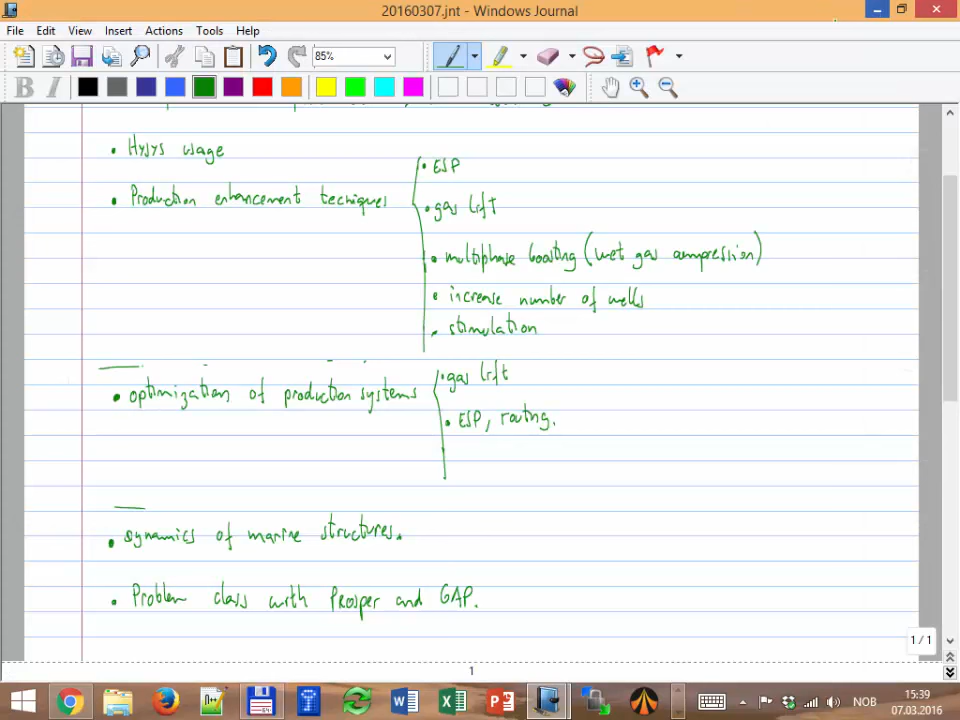 20160307.jnt - Windows Journal
File Edit View Insert Actions Tools Help
85%
B I
• Hysys usage
• Production enhancement tecniques
• ESP
• gas lift
• multiphase boosting (wet gas compression)
• increase number of wells
• stimulation
• optimization of production systems
• gas lift
• ESP, routing.
• dynamics of marine structures.
• Problem class with Prosper and GAP.
1 / 1
1
NOB
15:39
07.03.2016